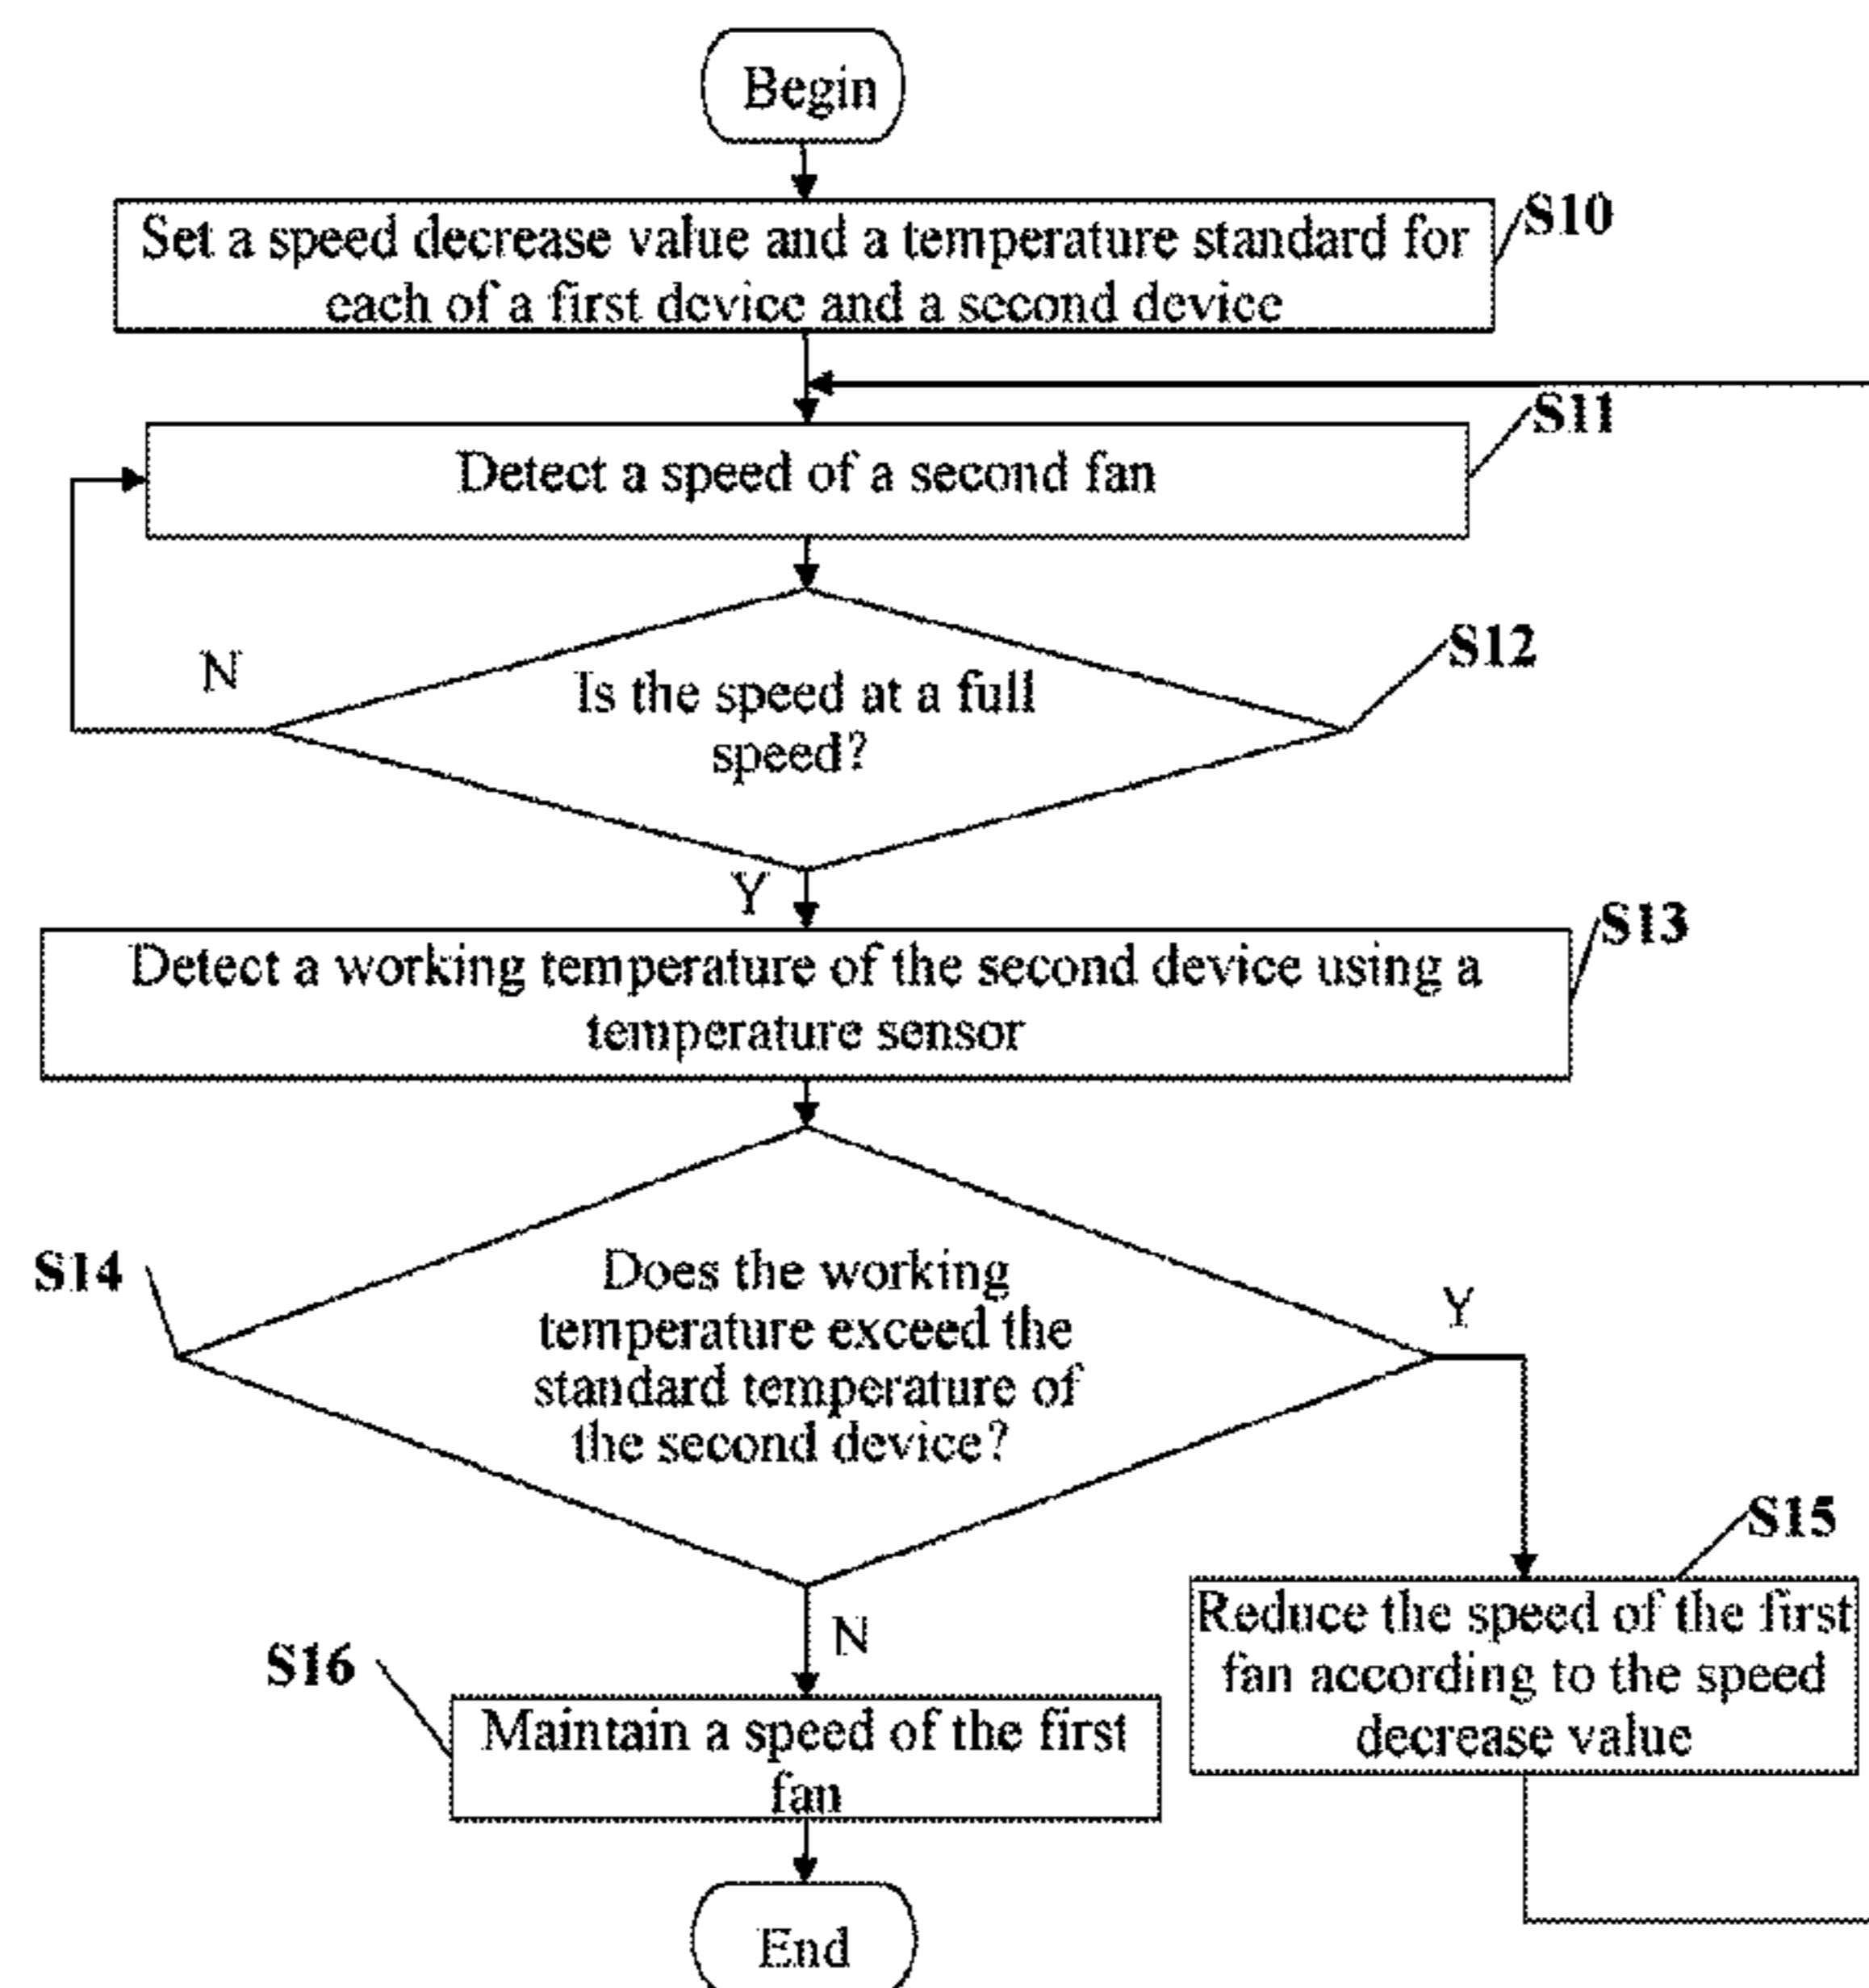 Begin
S10
Set a speed decrease value and a temperature standard for
each of a first device and a second device
S11
Detect a speed of a second fan
S12
N
Is the speed at a full
speed?
Y
S13
Detect a working temperature of the second device using a
temperature sensor
S14
Does the working
temperature exceed the
standard temperature of
the second device?
Y
S15
Reduce the speed of the first
fan according to the speed
decrease value
N
S16
Maintain a speed of the first
fan
End